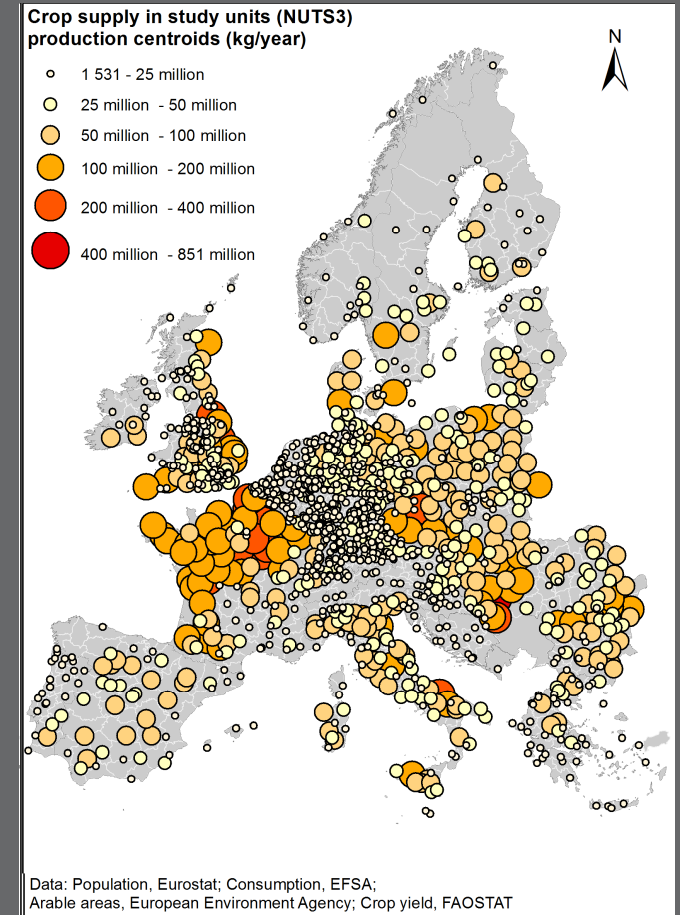 Crop supply in study units (NUTS3)
production centroids (kg/year)
N
1 531 - 25 million
25 million - 50 million
50 million - 100 million
100 million - 200 million
200 million - 400 million
400 million - 851 million
Data: Population, Eurostat; Consumption, EFSA;
Arable areas, European Environment Agency; Crop yield, FAOSTAT